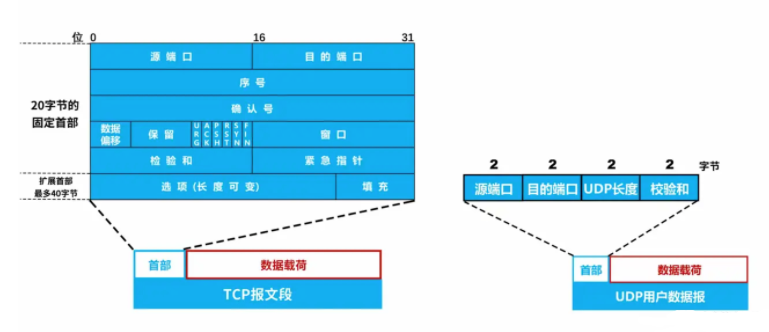 位 0 16 31
源端口 目的端口
序号
20字节的
固定首部
确认号
数据
偏移
保留
URG ACK PSH RST SYN FIN
窗口
检验和 紧急指针
扩展首部
最多40字节
选项(长度可变) 填充
首部 数据载荷
TCP报文段
2 2 2 2 字节
源端口 目的端口 UDP长度 校验和
首部 数据载荷
UDP用户数据报